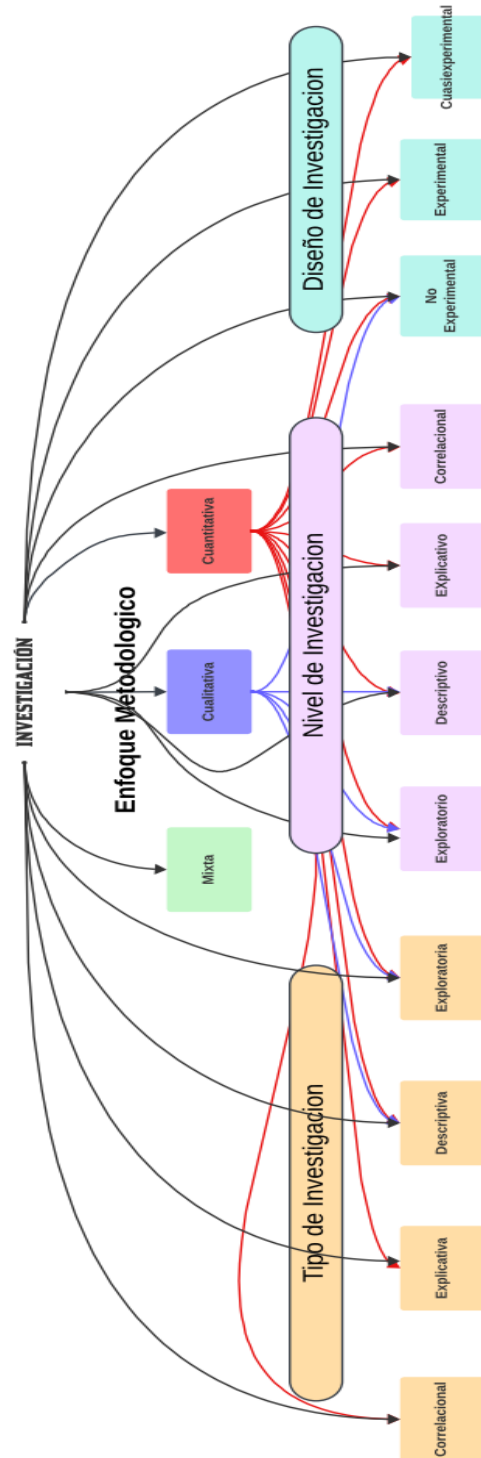 INVESTIGACIÓN
Enfoque Metodologico
Mixta
Cualitativa
Cuantitativa
Tipo de Investigacion
Nivel de Investigacion
Diseño de Investigacion
Correlacional
Explicativa
Descriptiva
Exploratoria
Exploratorio
Descriptivo
EXplicativo
Correlacional
No
Experimental
Experimental
Cuasiexperimental